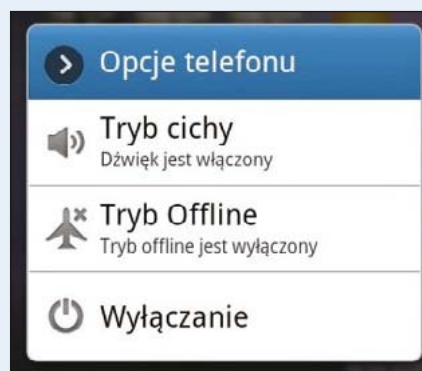 Opcje telefonu
Tryb cichy
Dźwięk jest włączony
Tryb Offline
Tryb offline jest wyłączony
Wyłączanie